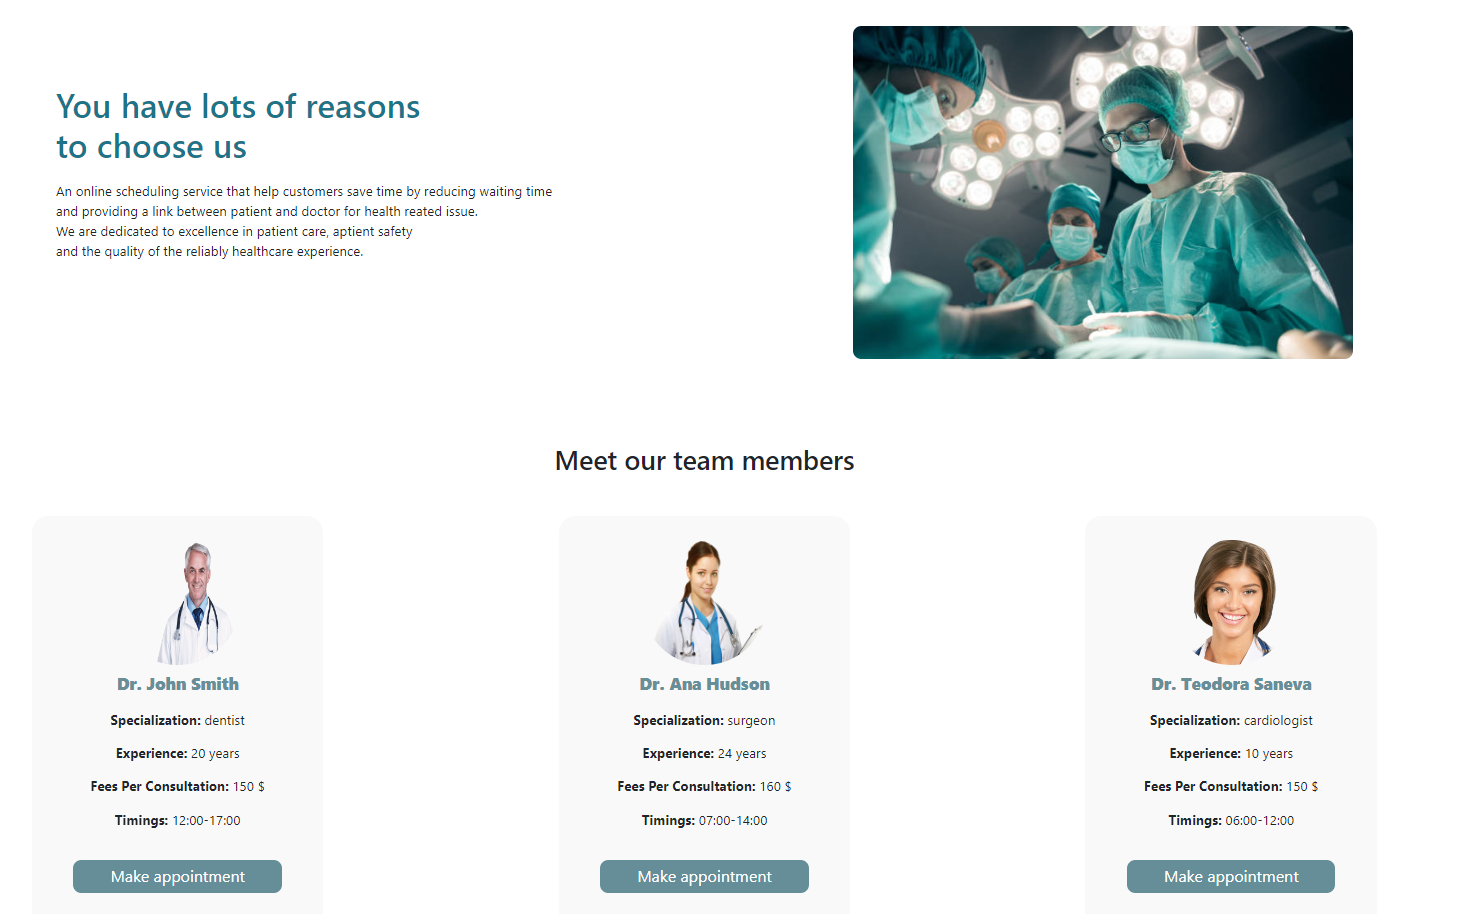 You have lots of reasons
to choose us
An online scheduling service that help customers save time by reducing waiting time
and providing a link between patient and doctor for health reated issue.
We are dedicated to excellence in patient care, aptient safety
and the quality of the reliably healthcare experience.
Meet our team members
Dr. John Smith
Specialization: dentist
Experience: 20 years
Fees Per Consultation: 150 $
Timings: 12:00-17:00
Make appointment
Dr. Ana Hudson
Specialization: surgeon
Experience: 24 years
Fees Per Consultation: 160 $
Timings: 07:00-14:00
Make appointment
Dr. Teodora Saneva
Specialization: cardiologist
Experience: 10 years
Fees Per Consultation: 150 $
Timings: 06:00-12:00
Make appointment